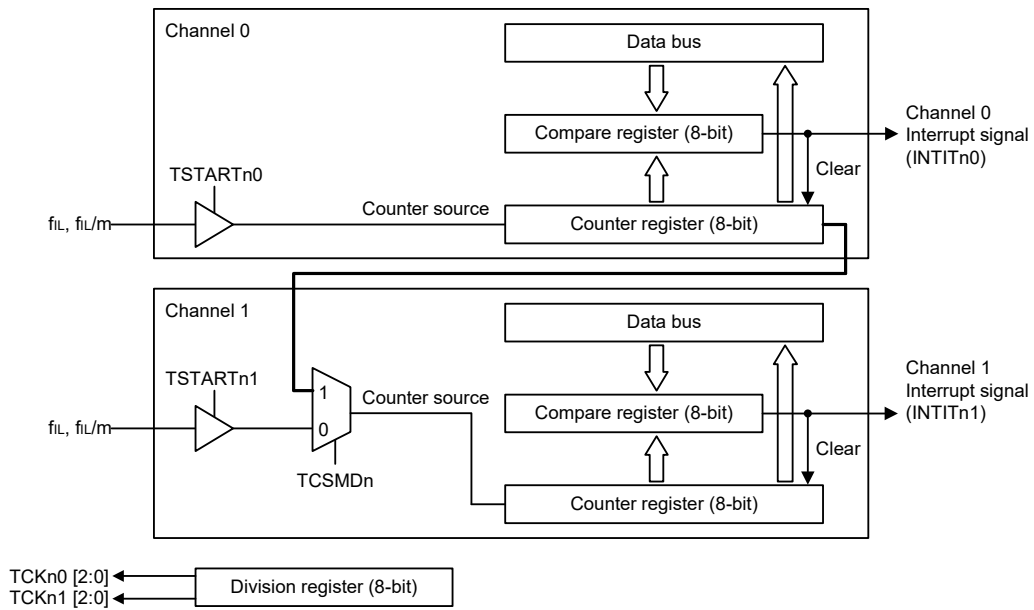 Channel 0
Data bus
Compare register (8-bit)
Channel 0
Interrupt signal
(INTITn0)
Clear
TSTARTn0
fIL, fIL/m
Counter source
Counter register (8-bit)
Channel 1
Data bus
TSTARTn1
Channel 1
Interrupt signal
(INTITn1)
1
Counter source
Compare register (8-bit)
fIL, fIL/m
0
Clear
TCSMDn
Counter register (8-bit)
TCKn0 [2:0]
TCKn1 [2:0]
Division register (8-bit)